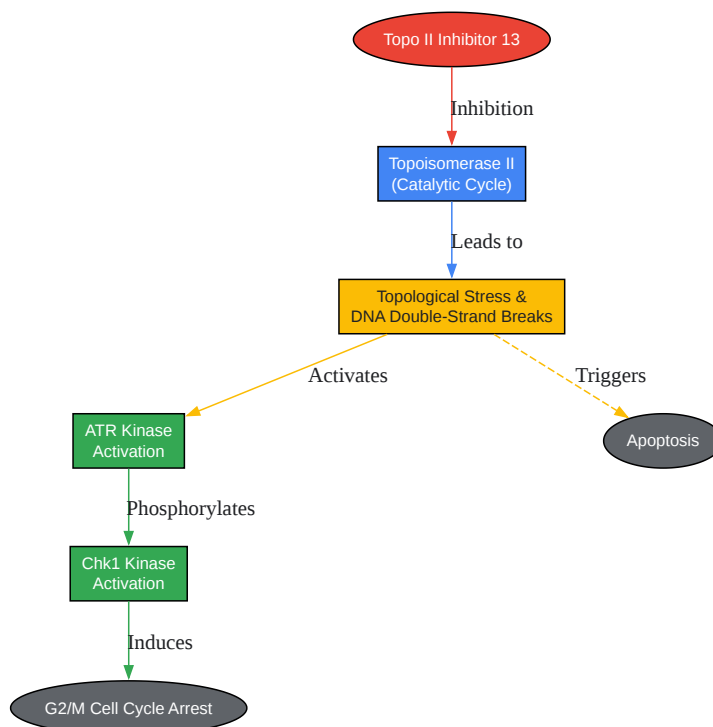 Topo II Inhibitor 13
Inhibition
Topoisomerase II
(Catalytic Cycle)
Leads to
Topological Stress &
DNA Double-Strand Breaks
Activates
Triggers
ATR Kinase
Activation
Apoptosis
Phosphorylates
Chk1 Kinase
Activation
Induces
G2/M Cell Cycle Arrest